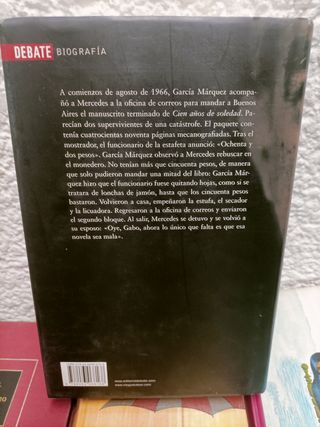 DEBATE BIOGRAFÍA
A comienzos de agosto de 1966, García Márquez acompa-
ñó a Mercedes a la oficina de correos para mandar a Buenos
Aires el manuscrito terminado de Cien años de soledad. Pa-
recían dos supervivientes de una catástrofe. El paquete con-
tenía cuatrocientas noventa páginas mecanografiadas. Tras el
mostrador, el funcionario de la estafeta anunció: «Ochenta y
dos pesos». García Márquez observó a Mercedes rebuscar en
el monedero. No tenían más que cincuenta pesos, de manera
que solo pudieron mandar una mitad del libro: García Már-
quez hizo que el funcionario fuese quitando hojas, como si se
tratara de lonchas de jamón, hasta que los cincuenta pesos
bastaron. Volvieron a casa, empeñaron la estufa, el secador
y la licuadora. Regresaron a la oficina de correos y enviaron
el segundo bloque. Al salir, Mercedes se detuvo y se volvió a
su esposo: «Oye, Gabo, ahora lo único que falta es que esa
novela sea mala».